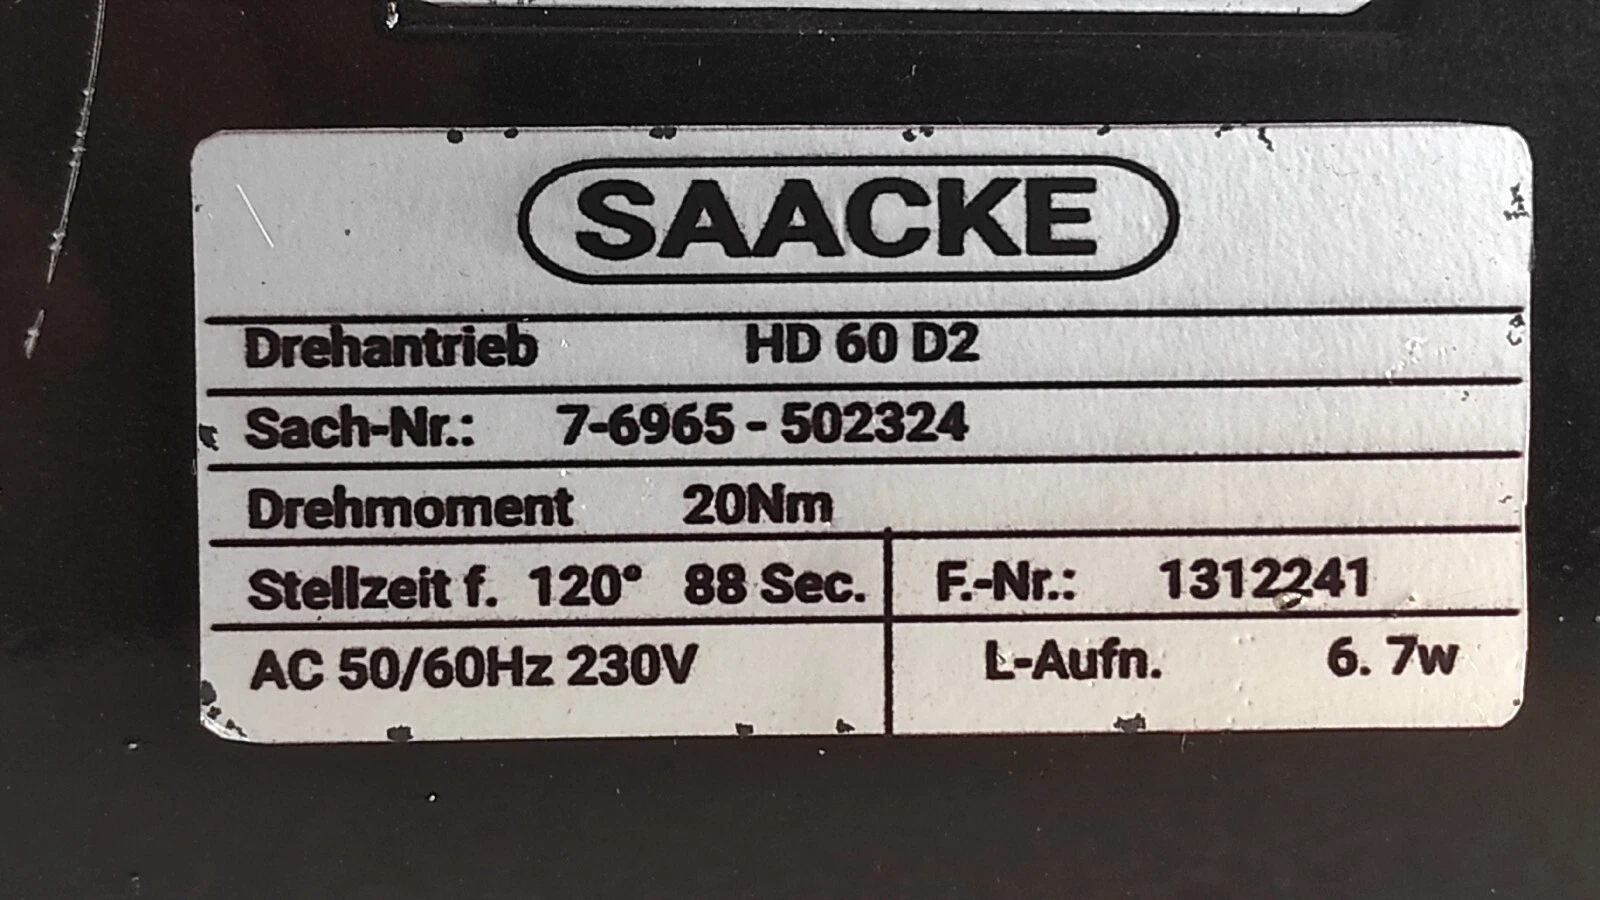 SAACKE
Drehantrieb HD 60 D2
Sach-Nr.: 7-6965 - 502324
Drehmoment 20Nm
Stellzeit f. 120° 88 Sec. F.-Nr.: 1312241
AC 50/60Hz 230V L-Aufn. 6. 7w